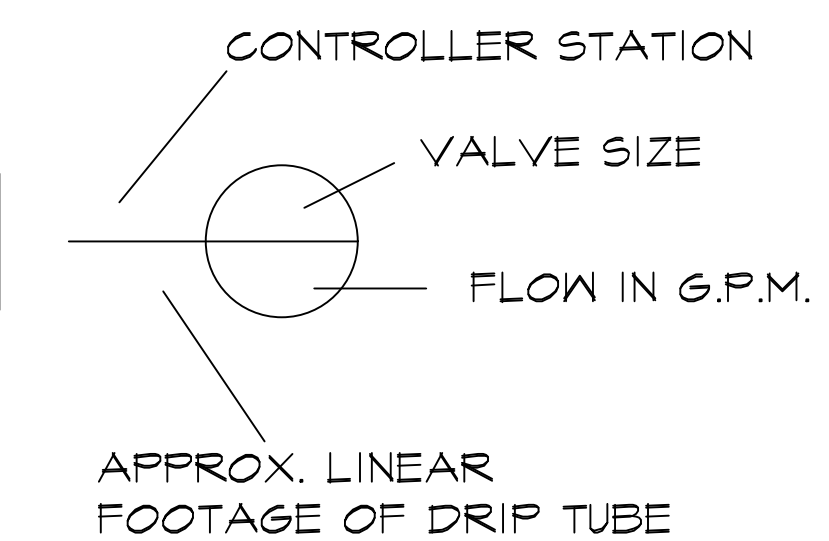 CONTROLLER STATION
VALVE SIZE
FLOW IN G.P.M.
APPROX. LINEAR
FOOTAGE OF DRIP TUBE